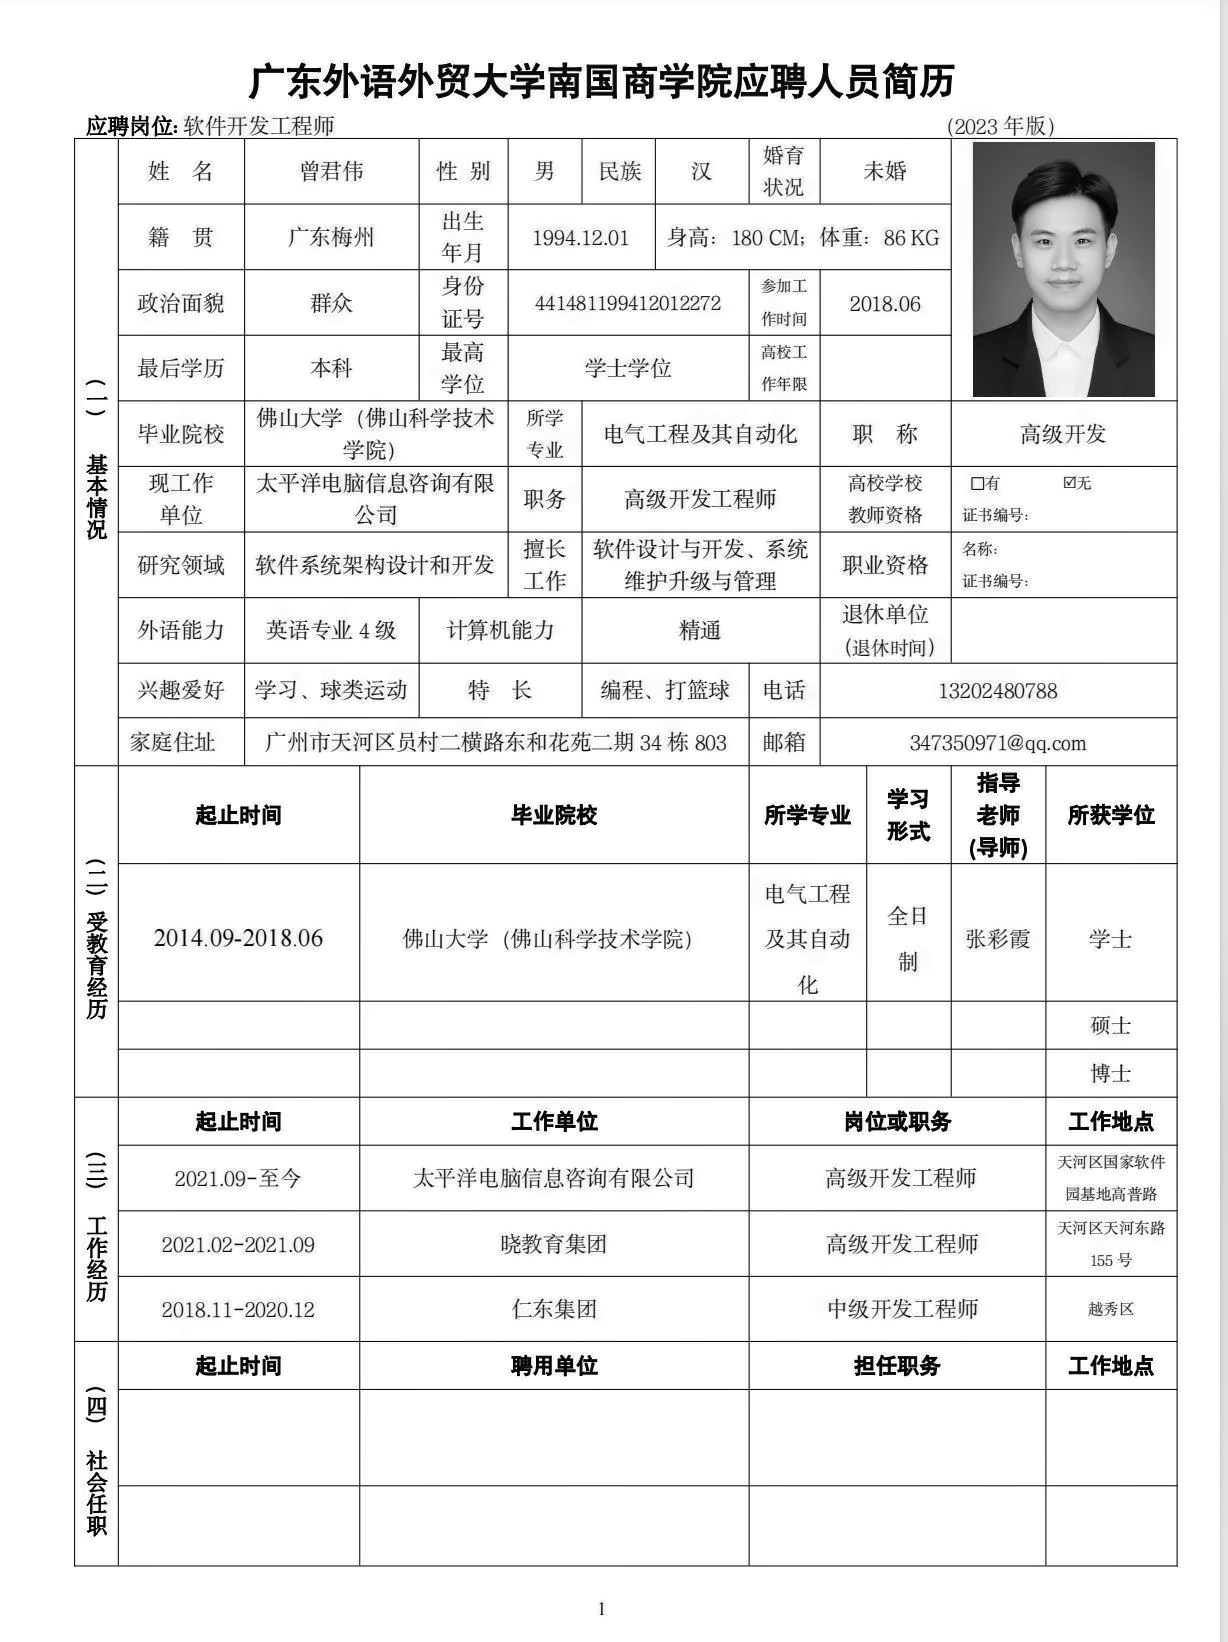 广东外语外贸大学南国商学院应聘人员简历
应聘岗位: 软件开发工程师 (2023 年版)
(一) 基本情况
姓 名 曾君伟 性 别 男 民族 汉 婚育状况 未婚
籍 贯 广东梅州 出生年月 1994.12.01 身高：180 CM；体重：86 KG
政治面貌 群众 身份证号 441481199412012272 参加工作时间 2018.06
最后学历 本科 最高学位 学士学位 高校工作年限
毕业院校 佛山大学（佛山科学技术学院） 所学专业 电气工程及其自动化 职 称 高级开发
现工作单位 太平洋电脑信息咨询有限公司 职务 高级开发工程师 高校学校教师资格 ☐有 ☑无 证书编号:
研究领域 软件系统架构设计和开发 擅长工作 软件设计与开发、系统维护升级与管理 职业资格 名称: 证书编号:
外语能力 英语专业 4 级 计算机能力 精通 退休单位（退休时间）
兴趣爱好 学习、球类运动 特 长 编程、打篮球 电话 13202480788
家庭住址 广州市天河区员村二横路东和花苑二期 34 栋 803 邮箱 347350971@qq.com
(二) 受教育经历
起止时间 毕业院校 所学专业 学习形式 指导老师(导师) 所获学位
2014.09-2018.06 佛山大学（佛山科学技术学院） 电气工程及其自动化 全日制 张彩霞 学士
硕士
博士
(三) 工作经历
起止时间 工作单位 岗位或职务 工作地点
2021.09-至今 太平洋电脑信息咨询有限公司 高级开发工程师 天河区国家软件园基地高普路
2021.02-2021.09 晓教育集团 高级开发工程师 天河区天河东路 155 号
2018.11-2020.12 仁东集团 中级开发工程师 越秀区
(四) 社会任职
起止时间 聘用单位 担任职务 工作地点
1